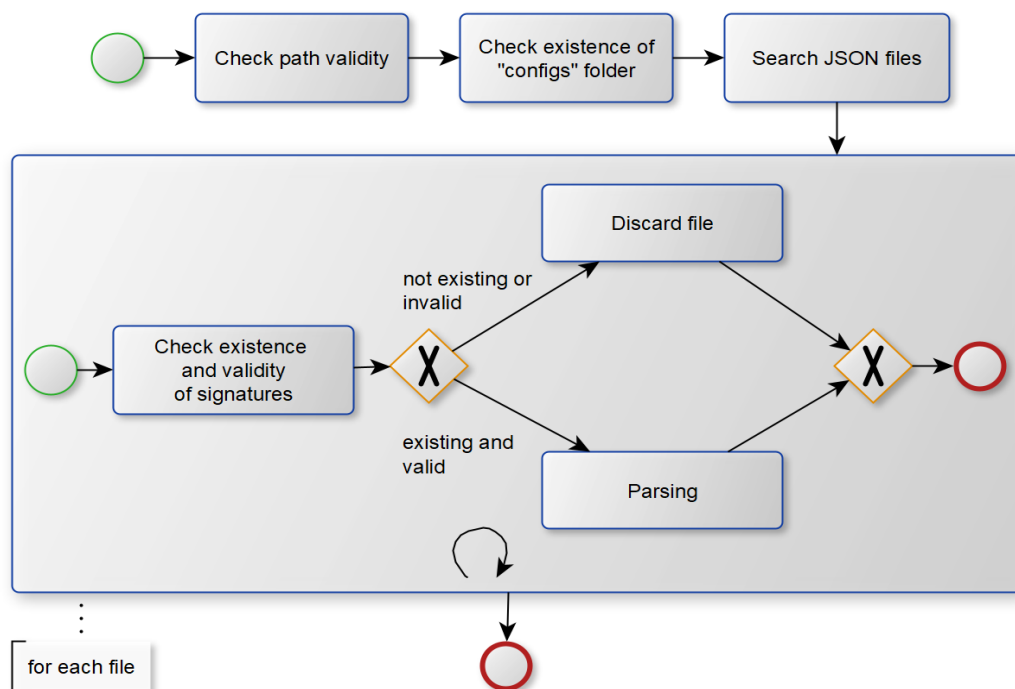 Check path validity
Check existence of
"configs" folder
Search JSON files
Discard file
not existing or
invalid
Check existence
and validity
of signatures
X
X
existing and
valid
Parsing
for each file